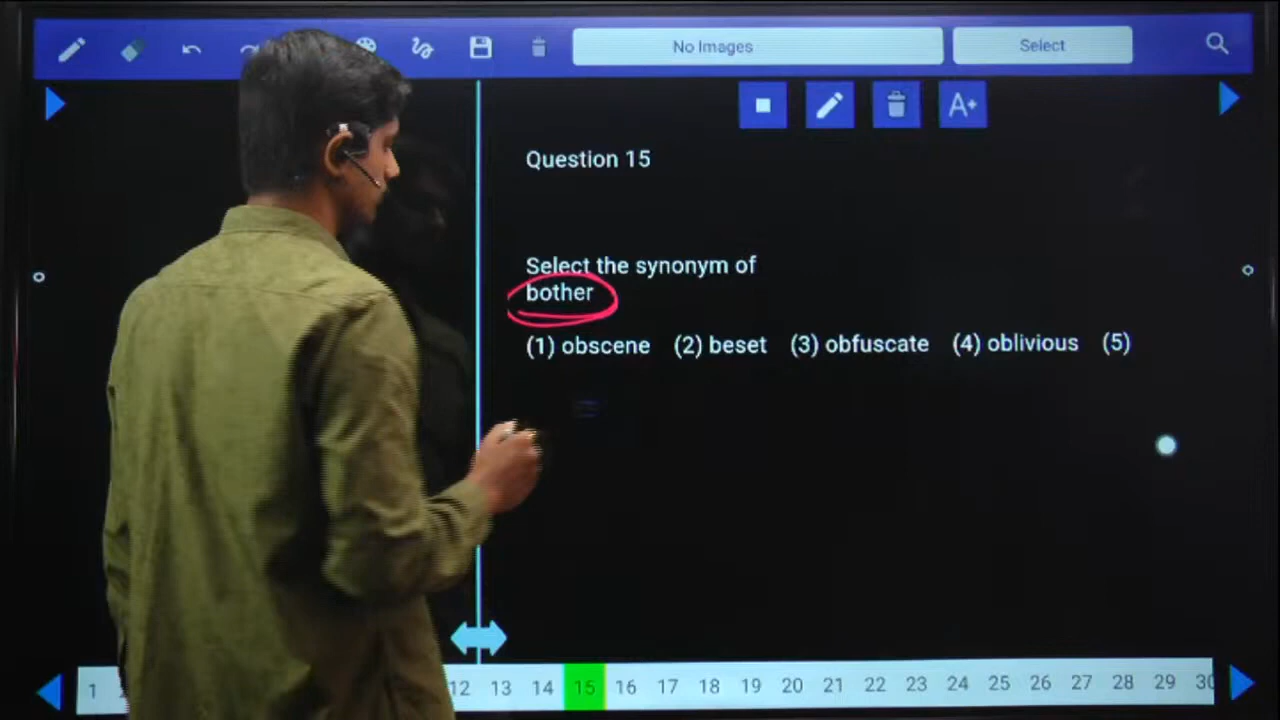 No Images
Select
A+
Question 15
Select the synonym of
bother
(1) obscene (2) beset (3) obfuscate (4) oblivious (5)
1
12 13 14 15 16 17 18 19 20 21 22 23 24 25 26 27 28 29 30